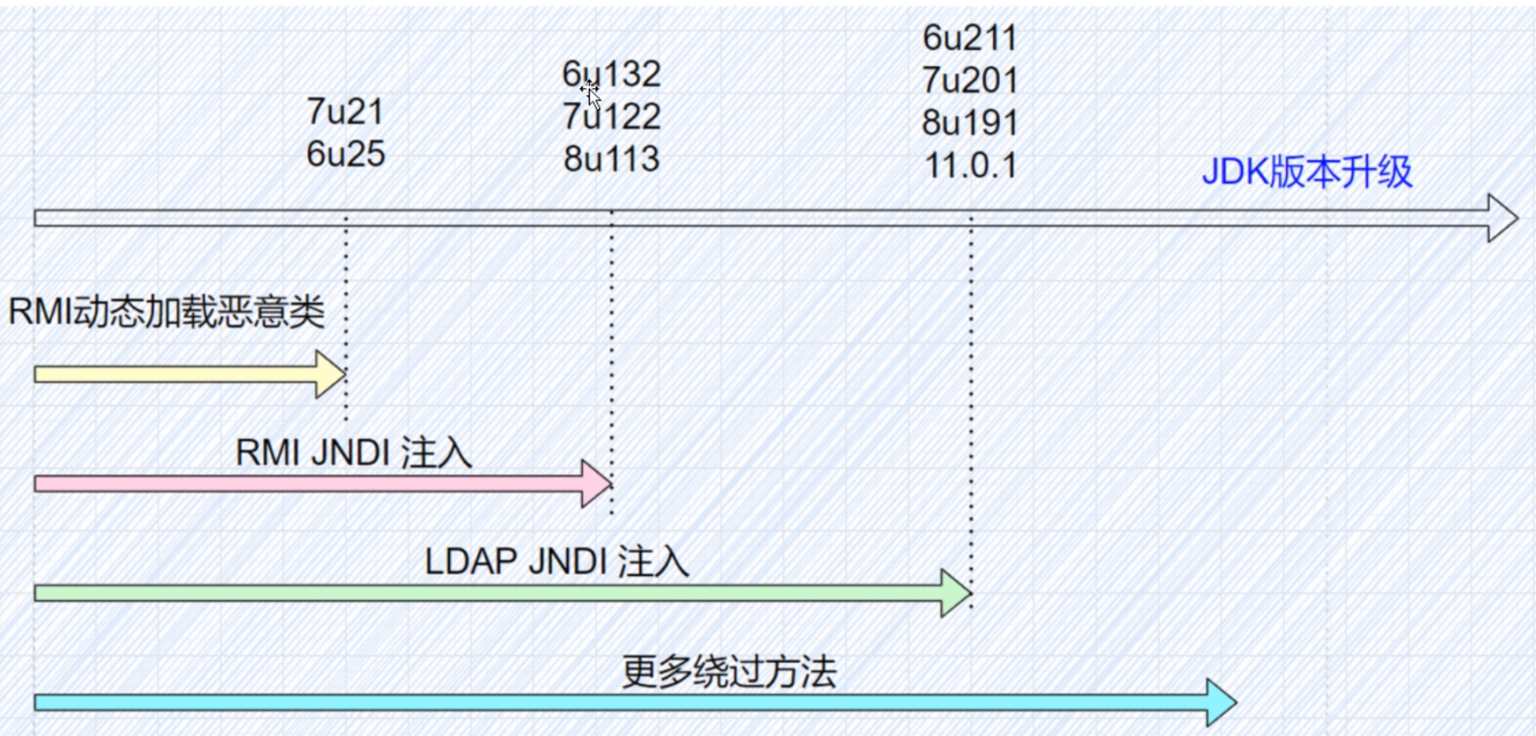 7u21
6u25
6u132
7u122
8u113
6u211
7u201
8u191
11.0.1
JDK版本升级
RMI动态加载恶意类
RMI JNDI 注入
LDAP JNDI 注入
更多绕过方法